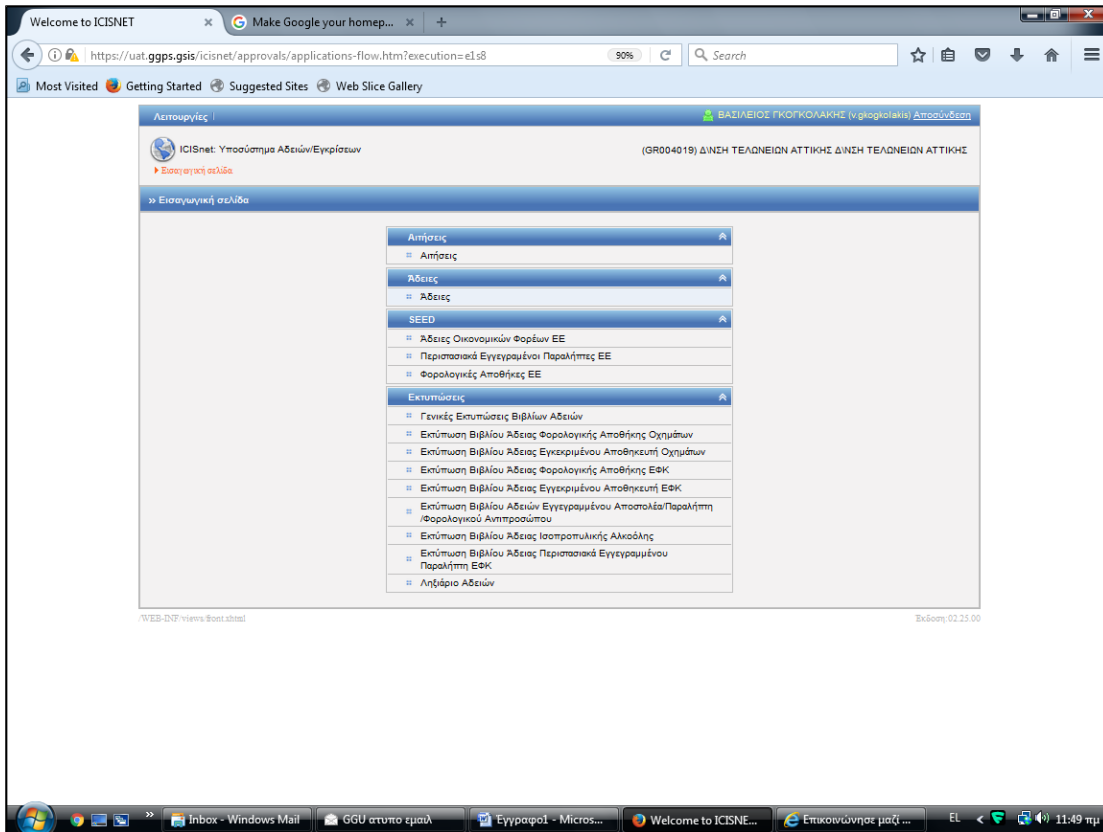 Welcome to ICISNET
Make Google your homep...
https://uat.ggps.gsis/icisnet/approvals/applications-flow.htm?execution=e1s8
90%
Search
Most Visited
Getting Started
Suggested Sites
Web Slice Gallery
Λειτουργίες
ΒΑΣΙΛΕΙΟΣ ΓΚΟΓΚΟΛΑΚΗΣ (v.gkogkolakis) Αποσύνδεση
ICISnet: Υποσύστημα Αδειών/Εγκρίσεων
(GR004019) Δ\ΝΣΗ ΤΕΛΩΝΕΙΩΝ ΑΤΤΙΚΗΣ Δ\ΝΣΗ ΤΕΛΩΝΕΙΩΝ ΑΤΤΙΚΗΣ
Εισαγωγική σελίδα
» Εισαγωγική σελίδα
Αιτήσεις
Αιτήσεις
Άδειες
Άδειες
SEED
Άδειες Οικονομικών Φορέων ΕΕ
Περιστασιακά Εγγεγραμένοι Παραλήπτες ΕΕ
Φορολογικές Αποθήκες ΕΕ
Εκτυπώσεις
Γενικές Εκτυπώσεις Βιβλίων Αδειών
Εκτύπωση Βιβλίου Άδειας Φορολογικής Αποθήκης Οχημάτων
Εκτύπωση Βιβλίου Άδειας Εγκεκριμένου Αποθηκευτή Οχημάτων
Εκτύπωση Βιβλίου Άδειας Φορολογικής Αποθήκης ΕΦΚ
Εκτύπωση Βιβλίου Άδειας Εγγεκριμένου Αποθηκευτή ΕΦΚ
Εκτύπωση Βιβλίου Αδειών Εγγεγραμμένου Αποστολέα/Παραλήπτη
/Φορολογικού Αντιπροσώπου
Εκτύπωση Βιβλίου Άδειας Ισοπροπυλικής Αλκοόλης
Εκτύπωση Βιβλίου Άδειας Περιστασιακά Εγγεγραμμένου
Παραλήπτη ΕΦΚ
Ληξιάριο Αδειών
/WEB-INF/views/front.xhtml
Έκδοση:02.25.00
Inbox - Windows Mail
GGU ατυπο εμαιλ
Έγγραφο1 - Micros...
Welcome to ICISNE...
Επικοινώνησε μαζί ...
EL
11:49 πμ